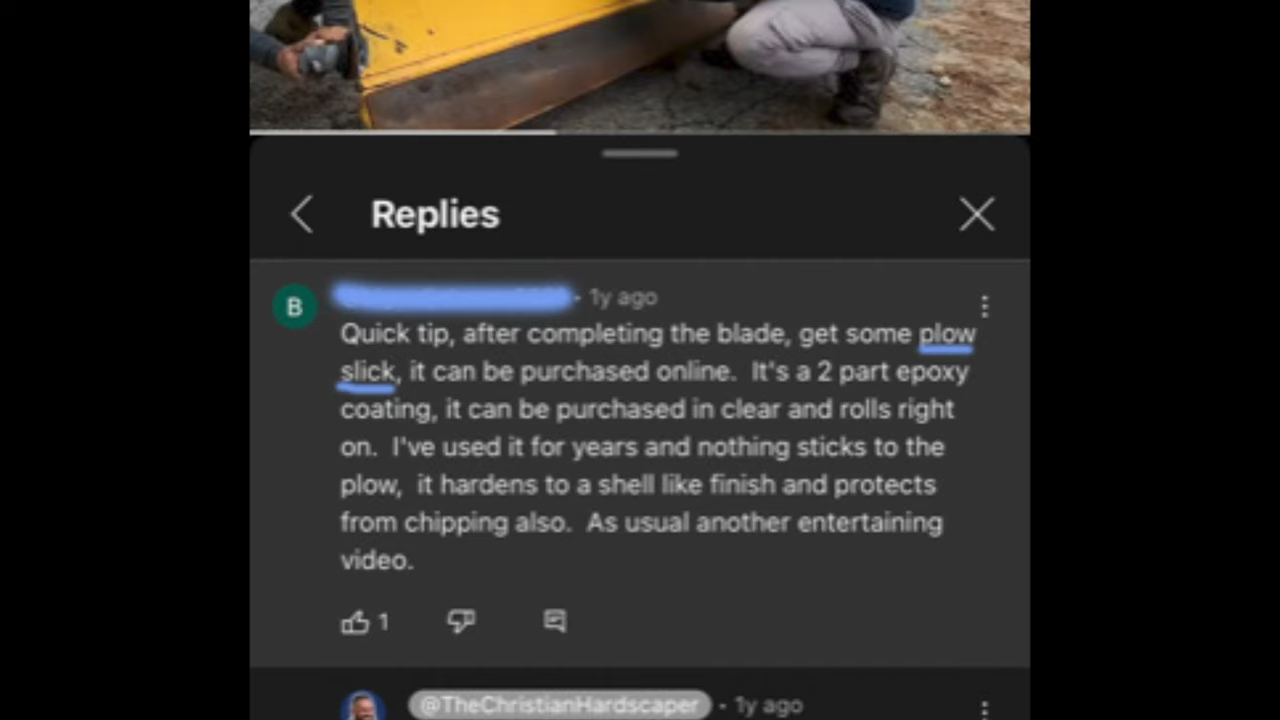 Replies
B
· 1y ago
Quick tip, after completing the blade, get some plow
slick, it can be purchased online.  It's a 2 part epoxy
coating, it can be purchased in clear and rolls right
on.  I've used it for years and nothing sticks to the
plow,  it hardens to a shell like finish and protects
from chipping also.  As usual another entertaining
video.
1
@TheChristianHardscaper · 1y ago